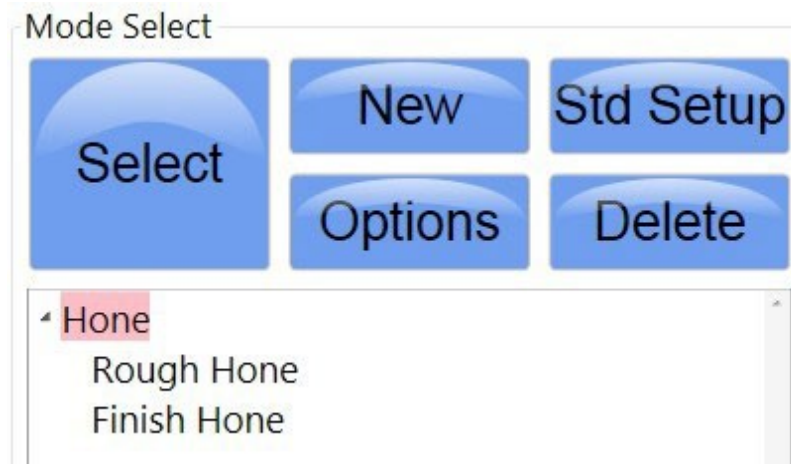 Mode Select
Select
New
Std Setup
Options
Delete
Hone
Rough Hone
Finish Hone